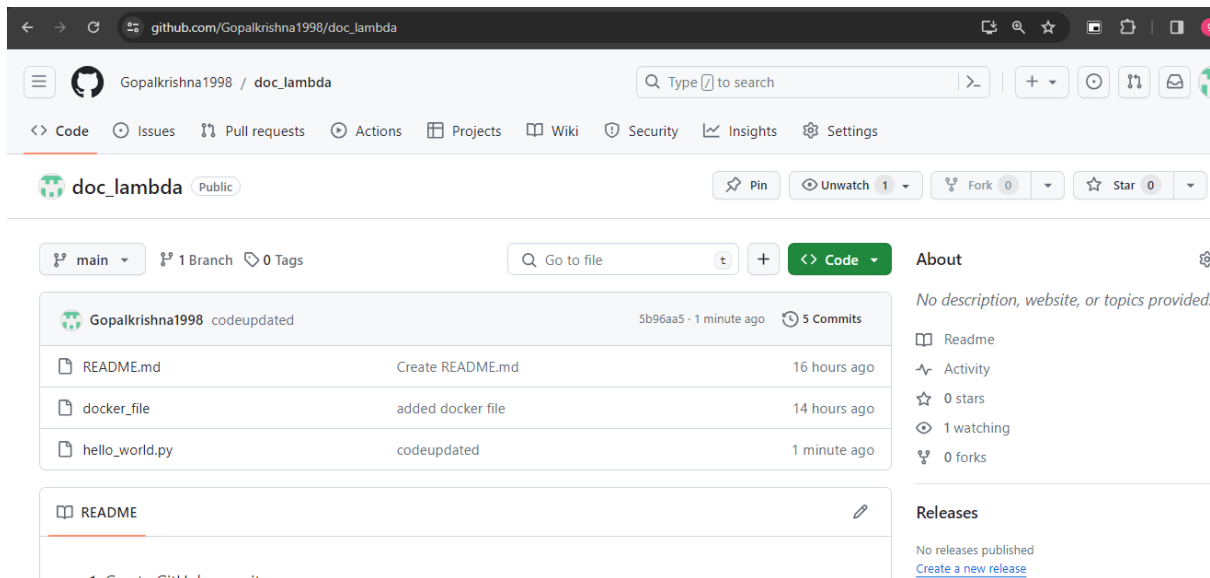 github.com/Gopalkrishna1998/doc_lambda
Gopalkrishna1998 / doc_lambda
Type / to search
Code Issues Pull requests Actions Projects Wiki Security Insights Settings
doc_lambda Public
Pin Unwatch 1 Fork 0 Star 0
main 1 Branch 0 Tags Go to file t + Code
About
No description, website, or topics provided.
Gopalkrishna1998 codeupdated 5b96aa5 · 1 minute ago 5 Commits
README.md Create README.md 16 hours ago
docker_file added docker file 14 hours ago
hello_world.py codeupdated 1 minute ago
Readme
Activity
0 stars
1 watching
0 forks
README
Releases
No releases published
Create a new release